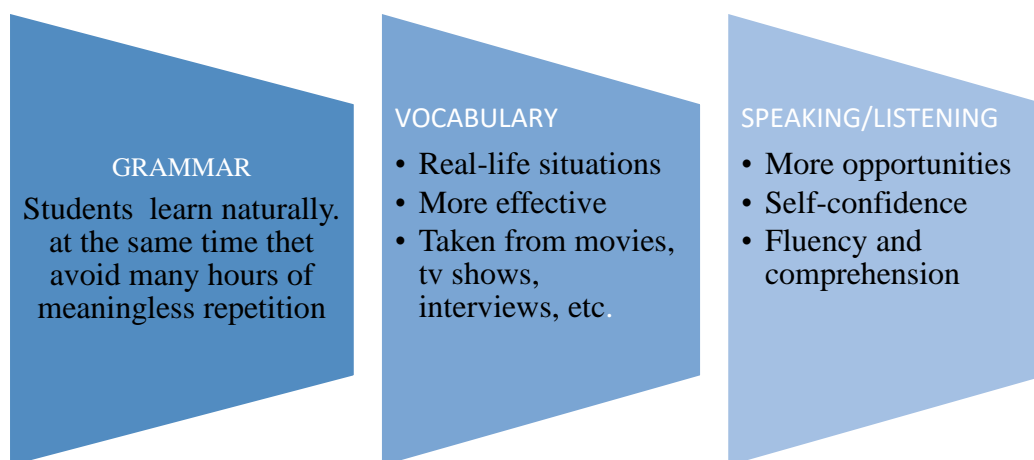 GRAMMAR
Students learn naturally.
at the same time thet
avoid many hours of
meaningless repetition
VOCABULARY
• Real-life situations
• More effective
• Taken from movies,
tv shows,
interviews, etc.
SPEAKING/LISTENING
• More opportunities
• Self-confidence
• Fluency and
comprehension